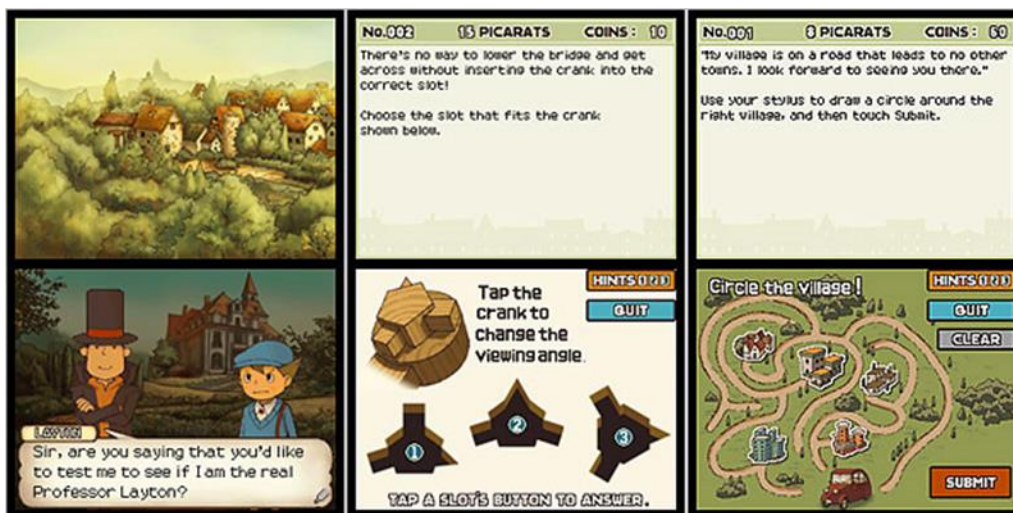 LAYTON
Sir, are you saying that you'd like
to test me to see if I am the real
Professor Layton?
No.002 15 PICARATS COINS: 10
There's no way to lower the bridge and get
across without inserting the crank into the
correct slot!
Choose the slot that fits the crank
shown below.
HINTS 1 2 3
QUIT
Tap the
crank to
change the
viewing angle.
1
2
3
TAP A SLOT'S BUTTON TO ANSWER.
No.001 8 PICARATS COINS: 60
"My village is on a road that leads to no other
towns. I look forward to seeing you there."
Use your stylus to draw a circle around the
right village, and then touch Submit.
Circle the village!
HINTS 1 2 3
QUIT
CLEAR
SUBMIT